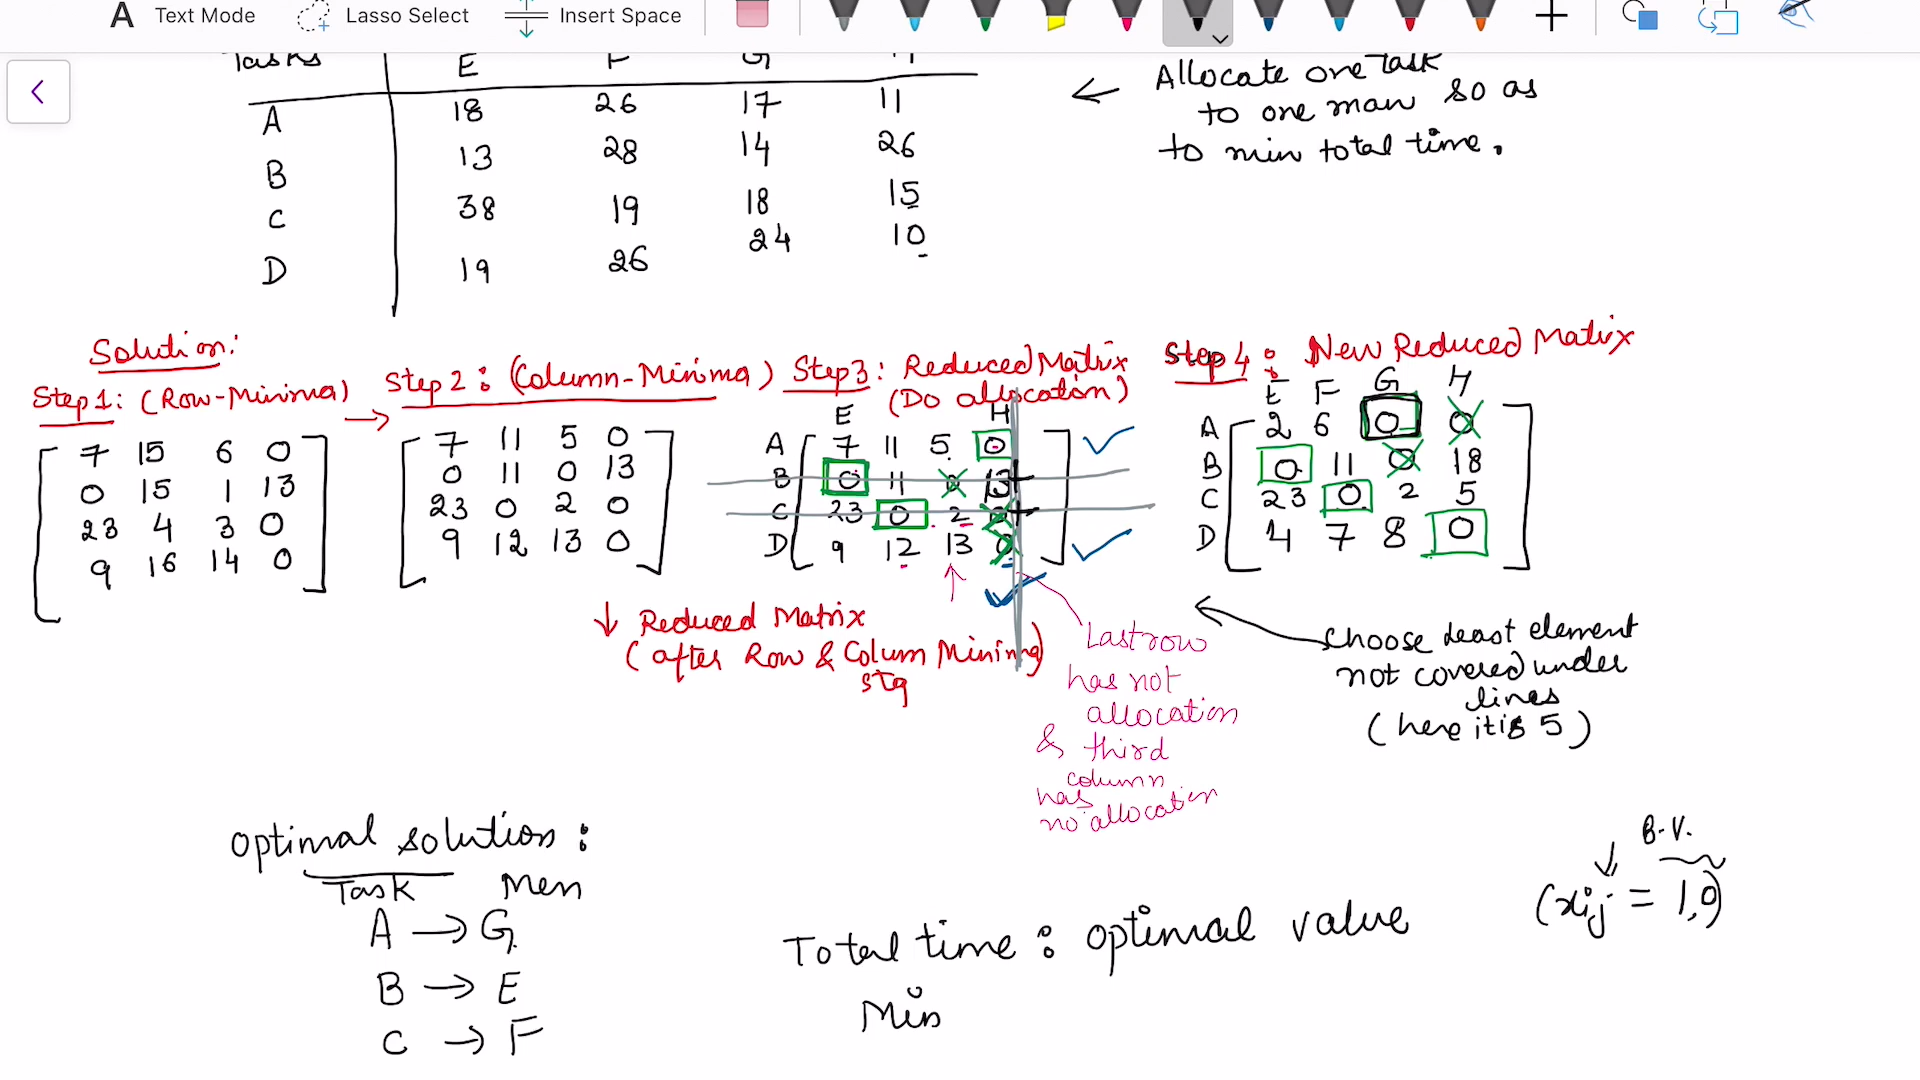 A Text Mode Lasso Select Insert Space
Tasks E F G H
A 18 26 17 11
B 13 28 14 26
C 38 19 18 15
D 19 26 24 10
← Allocate one task
to one man so as
to min total time.
Solution:
Step 1: (Row-Minima) →
7 15 6 0
0 15 1 13
23 4 3 0
9 16 14 0
Step 2: (Column-Minima)
7 11 5 0
0 11 0 13
23 0 2 0
9 12 13 0
↓ Reduced Matrix
(after Row & Colum Minima)
stq
Step 3: Reduced Matrix
(Do allocation)
E H
A 7 11 5 0
B 0 11 0 13
C 23 0 2 0
D 9 12 13 0
Last row
has not
allocation
& third
column
has
no allocation
Step 4: New Reduced Matrix
E F G H
A 2 6 0 0
B 0 11 0 18
C 23 0 2 5
D 4 7 8 0
Choose least element
not covered under
lines
(here it is 5)
optimal solution:
Task Men
A → G
B → E
C → F
Total time: optimal value
Min
B.V.
(xij = 1,0)